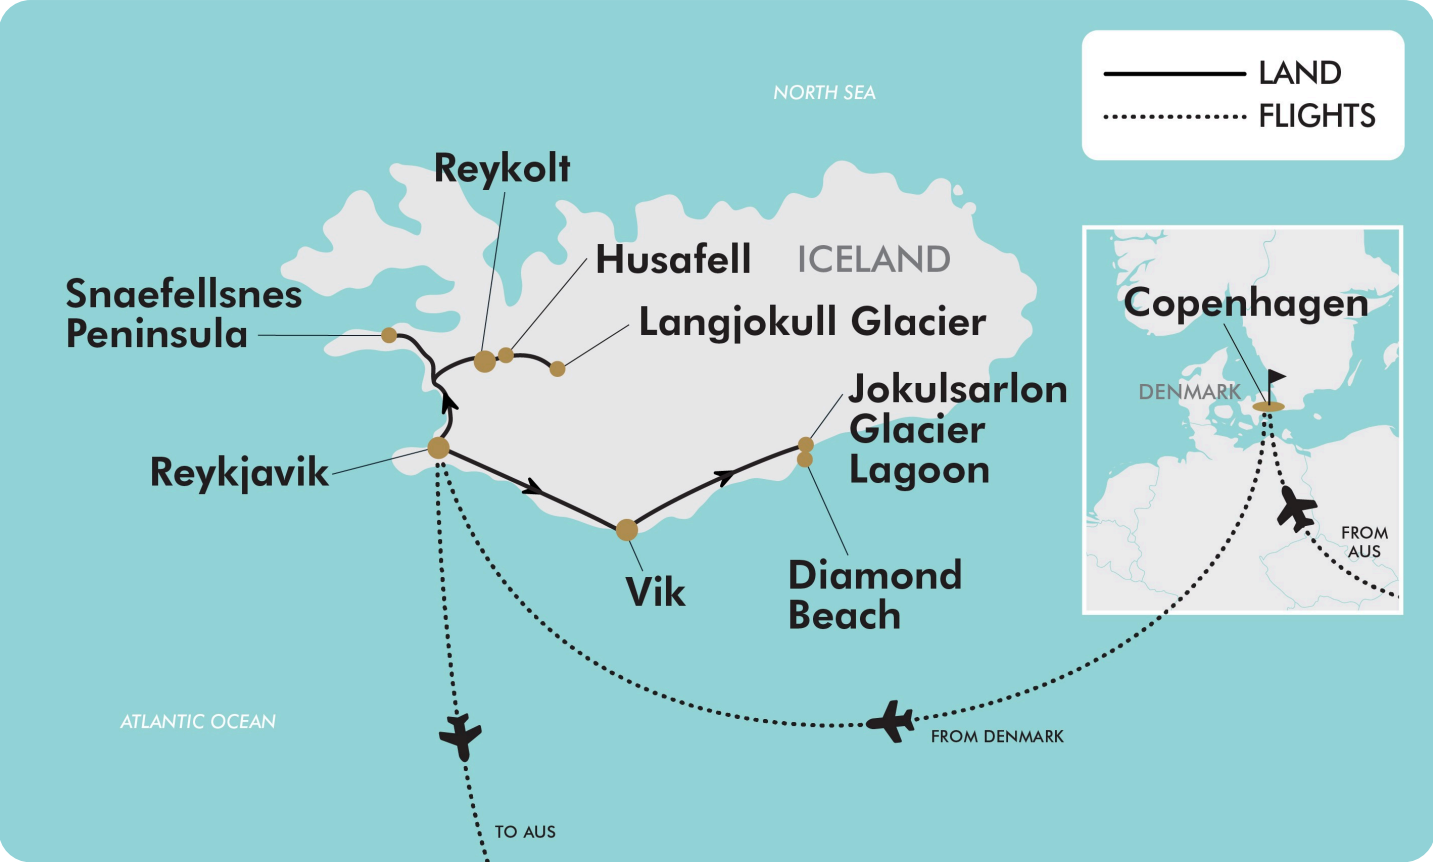 LAND
FLIGHTS
NORTH SEA
Reykolt
Husafell
ICELAND
Snaefellsnes
Peninsula
Langjokull Glacier
Jokulsarlon
Glacier
Lagoon
Reykjavik
Vik
Diamond
Beach
Copenhagen
DENMARK
FROM
AUS
ATLANTIC OCEAN
FROM DENMARK
TO AUS